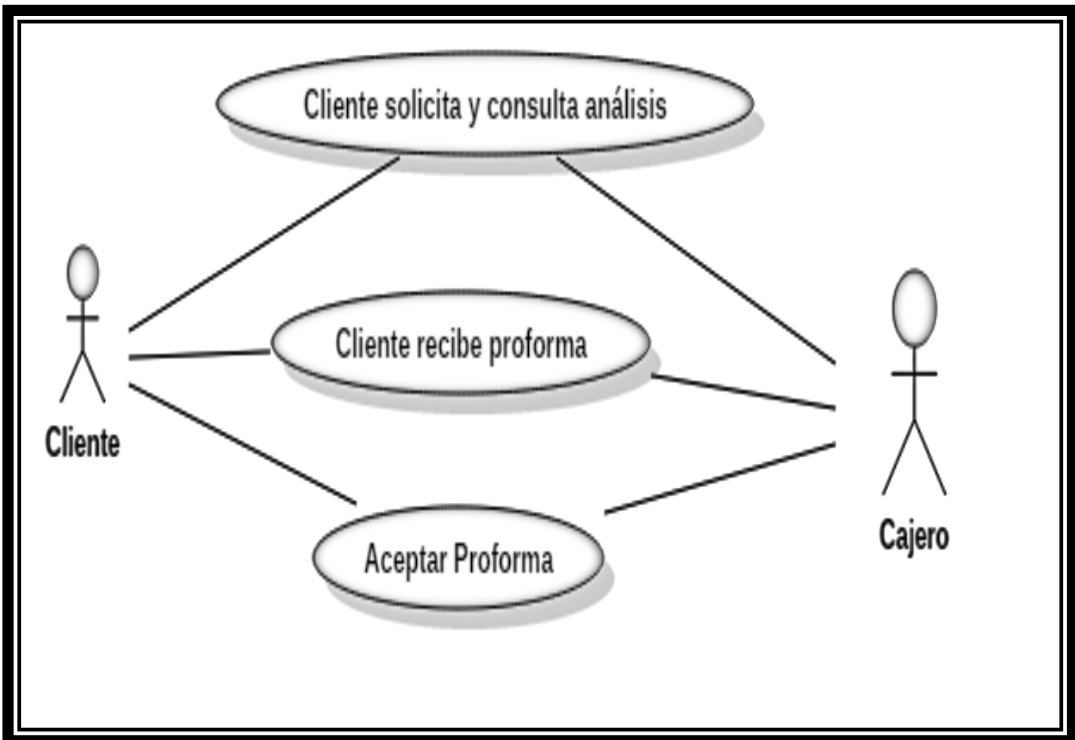 Cliente solicita y consulta análisis
Cliente recibe proforma
Cliente
Cajero
Aceptar Proforma